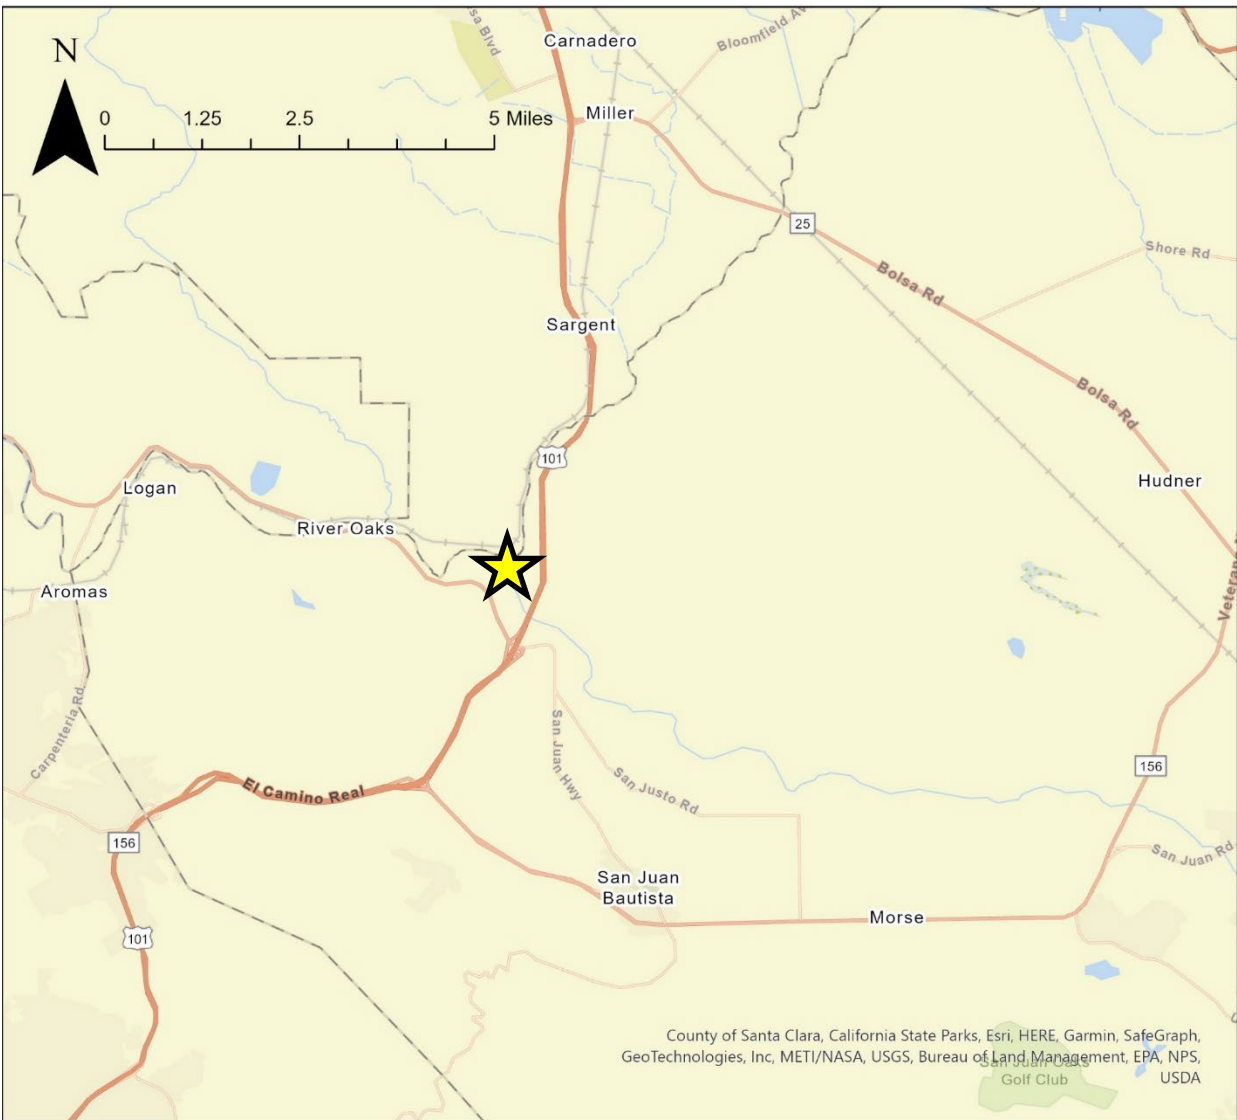 N
0 1.25 2.5 5 Miles
Carnadero
Bloomfield
Miller
25
Shore Rd
Bolsa Rd
Sargent
Bolsa Rd
101
Hudner
Logan
River Oaks
Aromas
Carpenteria Rd
San Juan Hwy
San Justo Rd
156
El Camino Real
156
San Juan Rd
San Juan
Bautista
Morse
101
County of Santa Clara, California State Parks, Esri, HERE, Garmin, SafeGraph,
GeoTechnologies, Inc, METI/NASA, USGS, Bureau of Land Management, EPA, NPS,
USDA
San Juan Oaks
Golf Club